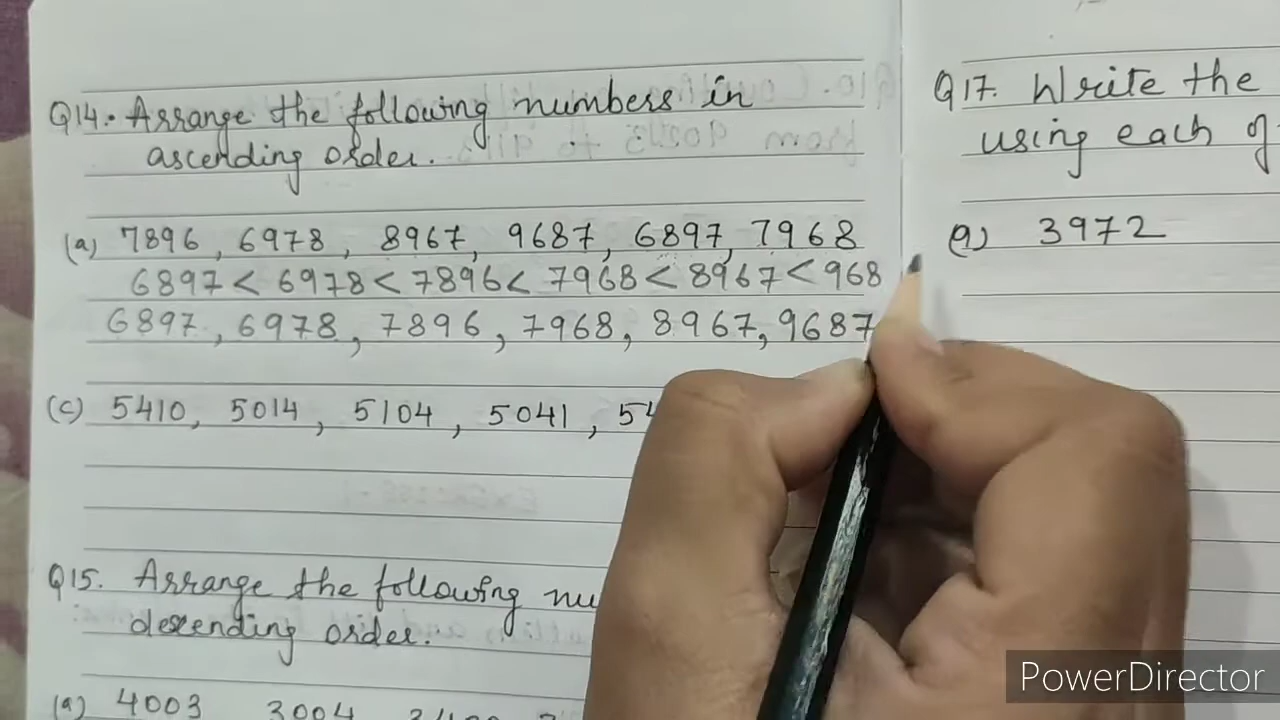 Q14. Arrange the following numbers in
ascending order.
(a) 7896, 6978, 8967, 9687, 6897, 7968
6897 < 6978 < 7896 < 7968 < 8967 < 968
6897, 6978, 7896, 7968, 8967, 9687
(c) 5410, 5014, 5104, 5041, 54
Q15. Arrange the following nu
descending order.
(a) 4003 3004
Q17. Write the
using each of
(a) 3972
PowerDirector